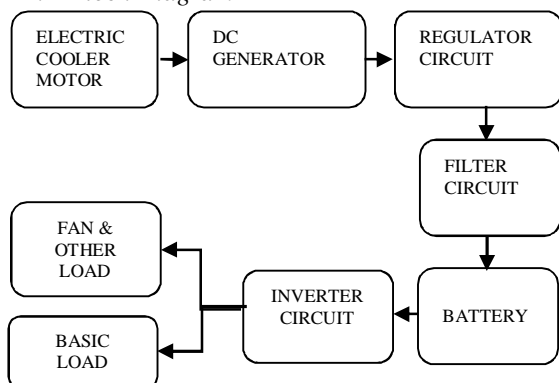 ELECTRIC
COOLER
MOTOR
DC
GENERATOR
REGULATOR
CIRCUIT
FILTER
CIRCUIT
FAN &
OTHER
LOAD
INVERTER
CIRCUIT
BATTERY
BASIC
LOAD